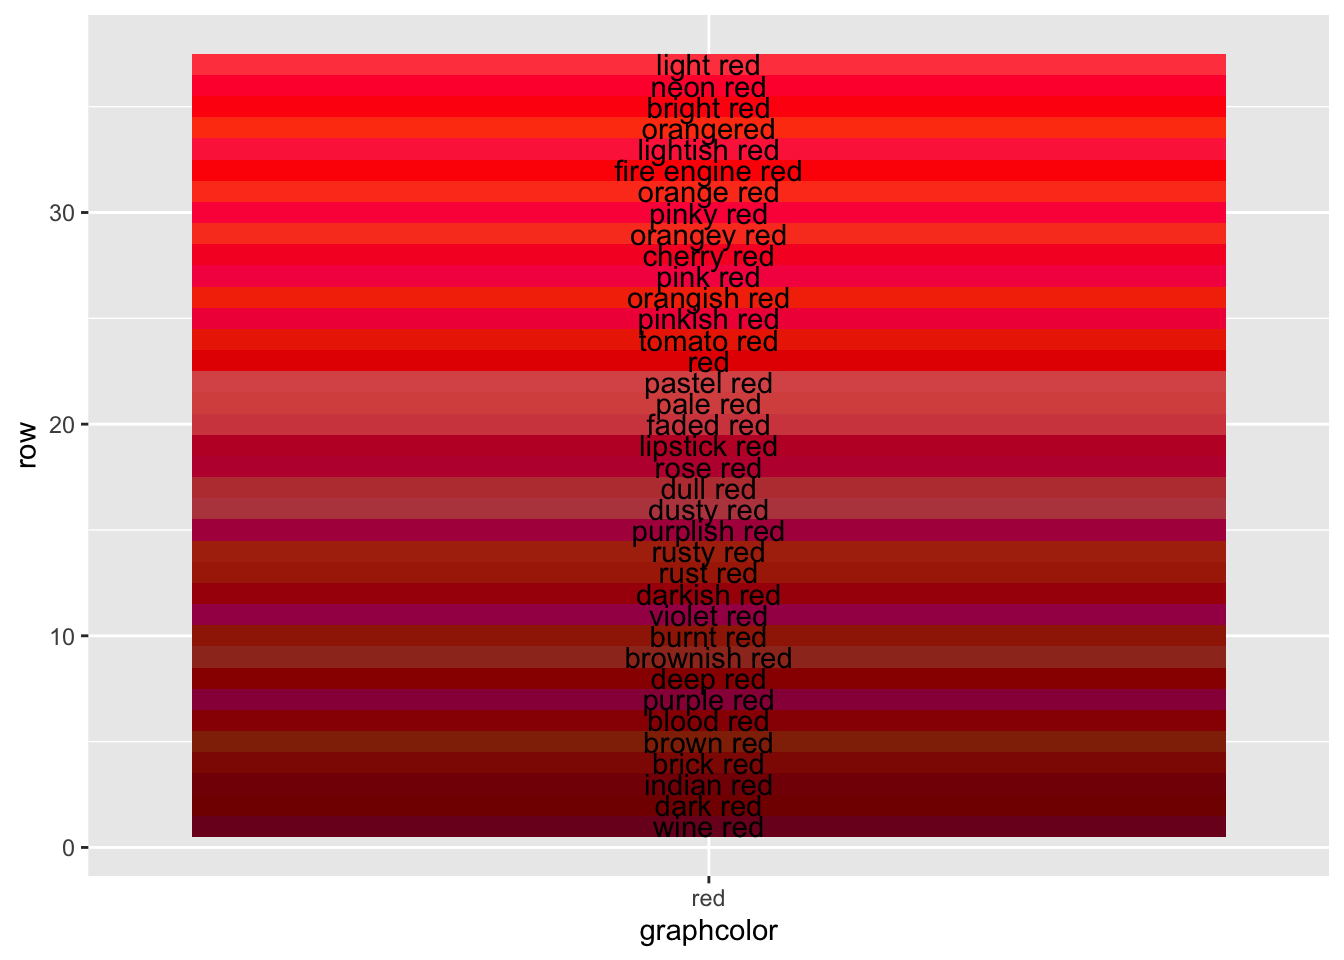 light red
neon red
bright red
orangered
lightish red
fire engine red
orange red
30
pinky red
orangey red
cherry red
pink red
orangish red
pinkish red
tomato red
red
pastel red
pale red
20
faded red
row
lipstick red
rose red
dull red
dusty red
purplish red
rusty red
rust red
darkish red
violet red
10
burnt red
brownish red
deep red
purple red
blood red
brown red
brick red
indian red
dark red
wine red
0
red
graphcolor